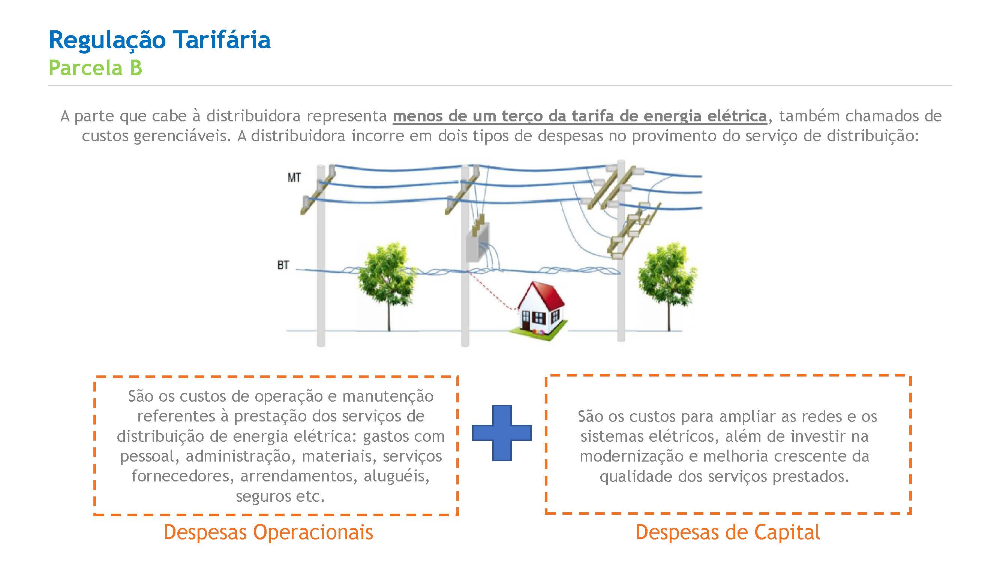 Regulação Tarifária
Parcela B
A parte que cabe à distribuidora representa menos de um terço da tarifa de energia elétrica, também chamados de
custos gerenciáveis. A distribuidora incorre em dois tipos de despesas no provimento do serviço de distribuição:
MT
BT
São os custos de operação e manutenção
referentes à prestação dos serviços de
distribuição de energia elétrica: gastos com
pessoal, administração, materiais, serviços
fornecedores, arrendamentos, aluguéis,
seguros etc.
Despesas Operacionais
São os custos para ampliar as redes e os
sistemas elétricos, além de investir na
modernização e melhoria crescente da
qualidade dos serviços prestados.
Despesas de Capital